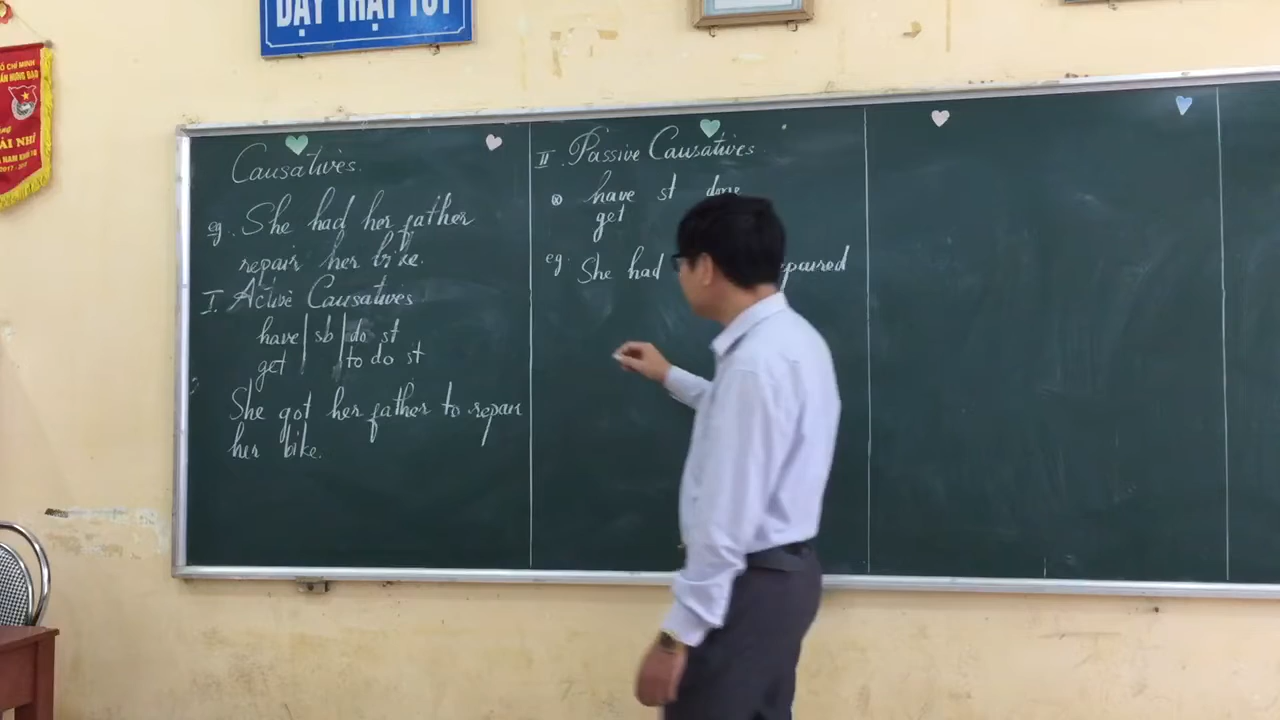 DẠY THẬT TỐT
Causatives.
eg. She had her father
repair her bike.
I. Active Causatives
have | sb | do st
get to do st
She got her father to repair
her bike.
II. Passive Causatives.
have st done
get
eg. She had